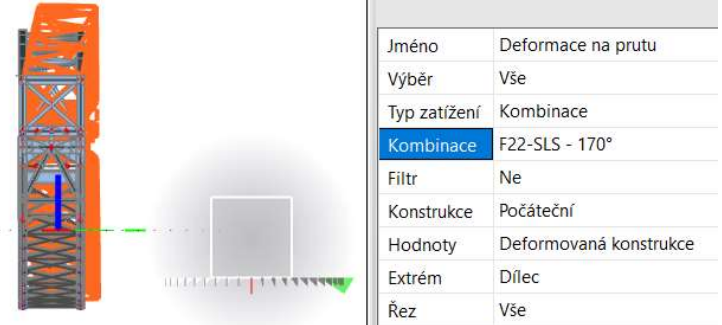 Jméno Deformace na prutu
Výběr Vše
Typ zatížení Kombinace
Kombinace F22-SLS - 170°
Filtr Ne
Konstrukce Počáteční
Hodnoty Deformovaná konstrukce
Extrém Dílec
Řez Vše